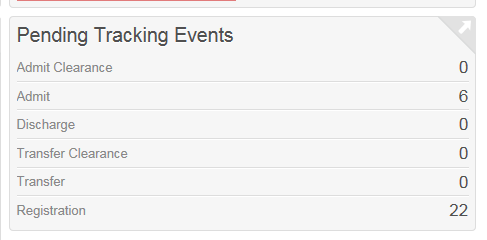 Pending Tracking Events
Admit Clearance 0
Admit 6
Discharge 0
Transfer Clearance 0
Transfer 0
Registration 22